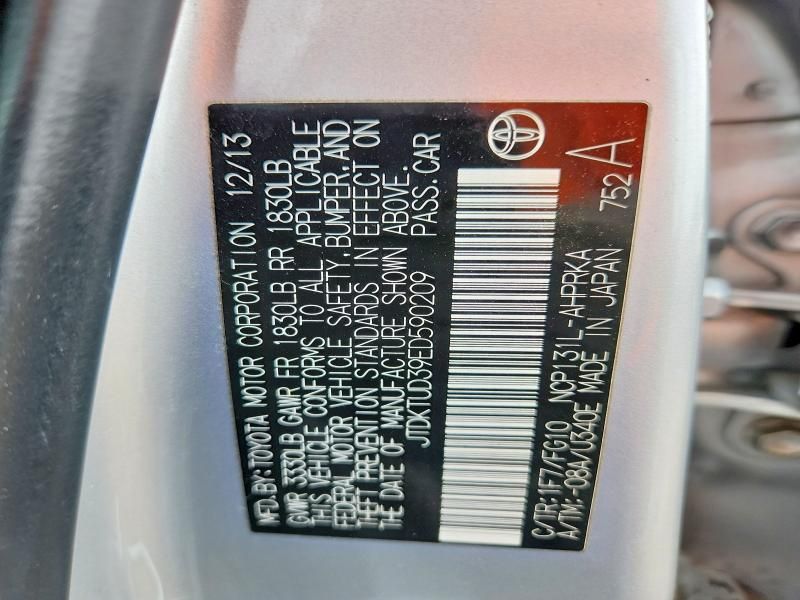 MFD.BY:TOYOTA MOTOR CORPORATION 12/13
GVWR 3330LB GAWR FR 1830LB RR 1830LB
THIS VEHICLE CONFORMS TO ALL APPLICABLE
FEDERAL MOTOR VEHICLE SAFETY,BUMPER,AND
THEFT PREVENTION STANDARDS IN EFFECT ON
THE DATE OF MANUFACTURE SHOWN ABOVE.
JTDKTUD39ED590209 PASS.CAR
C/TR:1F7/FG10 NCP131L-AHPRKA 752A
A/TM:-08A/U340E MADE IN JAPAN